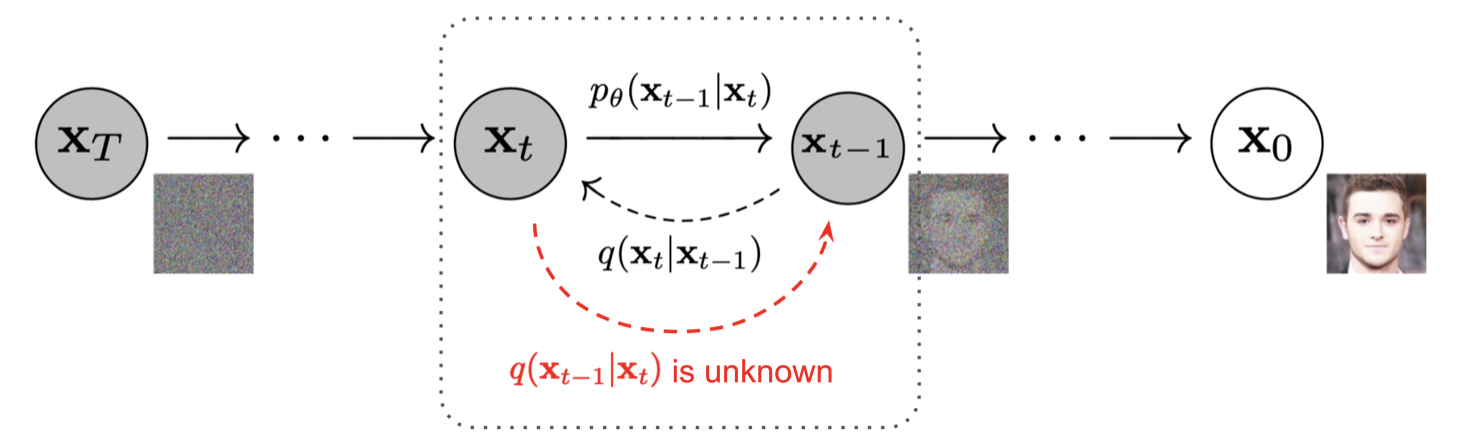 p_θ(x_{t−1}|x_t)
x_T → ··· → x_t → x_{t−1} → ··· → x_0
q(x_t|x_{t−1})
q(x_{t−1}|x_t) is unknown